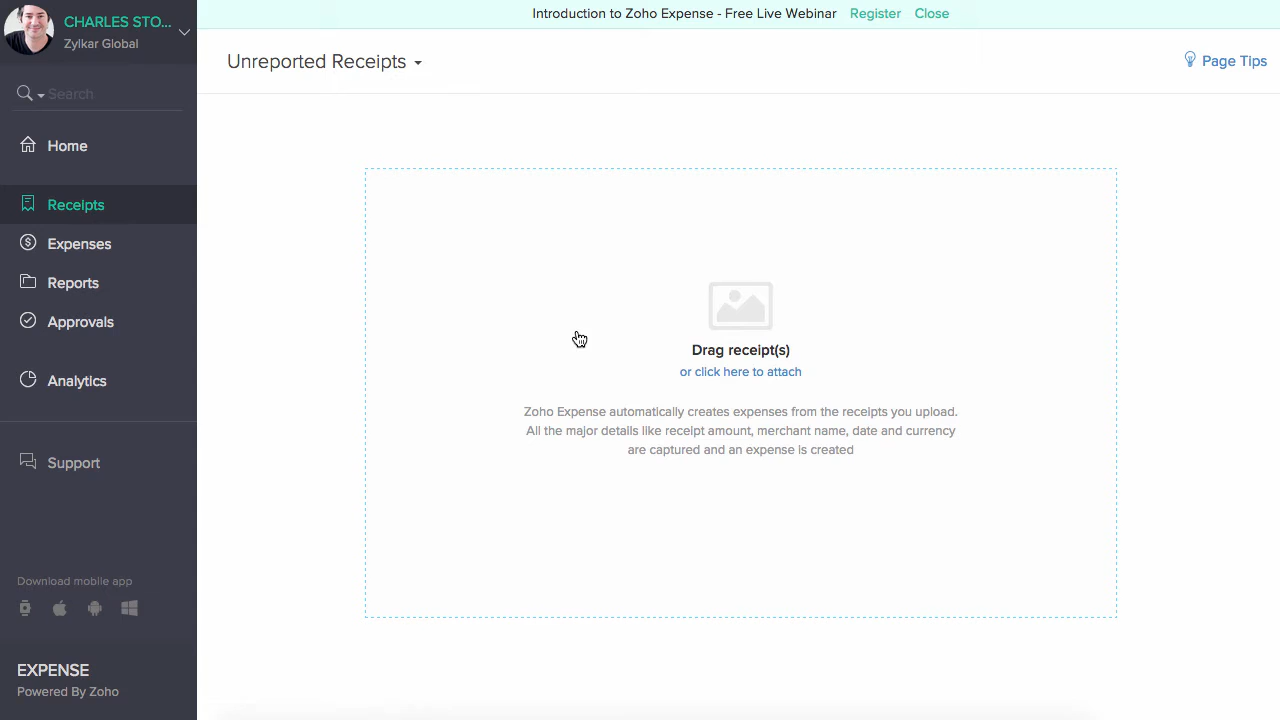 CHARLES STO...
Zylkar Global
Search
Home
Receipts
Expenses
Reports
Approvals
Analytics
Support
Download mobile app
EXPENSE
Powered By Zoho
Introduction to Zoho Expense - Free Live Webinar Register Close
Unreported Receipts
Page Tips
Drag receipt(s)
or click here to attach
Zoho Expense automatically creates expenses from the receipts you upload.
All the major details like receipt amount, merchant name, date and currency
are captured and an expense is created